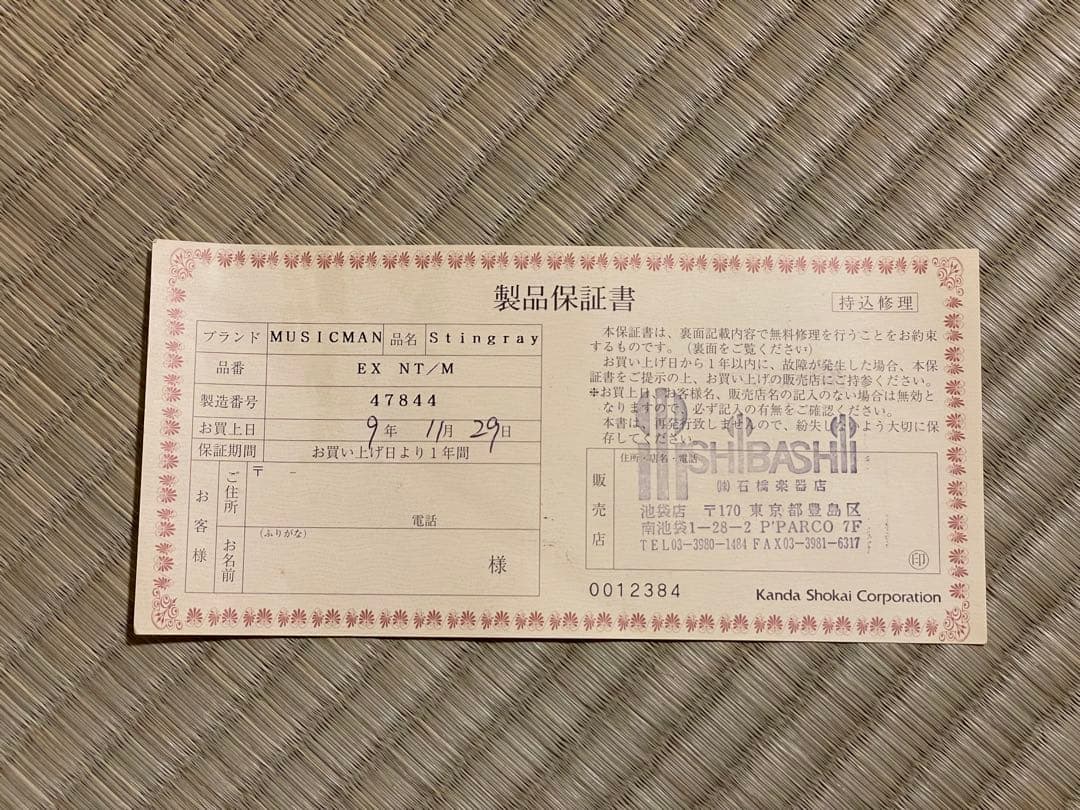 製品保証書
持込修理
ブランド MUSICMAN 品名 Stingray
品番 EX NT/M
製造番号 47844
お買上日 9年 11月 29日
保証期間 お買い上げ日より1年間
お客様
ご住所
〒 -
電話
お名前
(ふりがな)
様
本保証書は、裏面記載内容で無料修理を行うことをお約束
するものです。(裏面をご覧ください)
お買い上げ日から1年以内に、故障が発生した場合、本保
証書をご提示の上、お買い上げの販売店にご持参ください。
※お買上日、お客様名、販売店名の記入のない場合は無効と
なりますので、必ず記入の有無をご確認ください。
本書は、再発行致しませんので、紛失しないよう大切に保
存してください。
販売店
住所・店名・電話
ISHIBASHI
㈱石橋楽器店
池袋店 〒170 東京都豊島区
南池袋1-28-2 P'PARCO 7F
TEL03-3980-1484 FAX03-3981-6317
印
0012384
Kanda Shokai Corporation